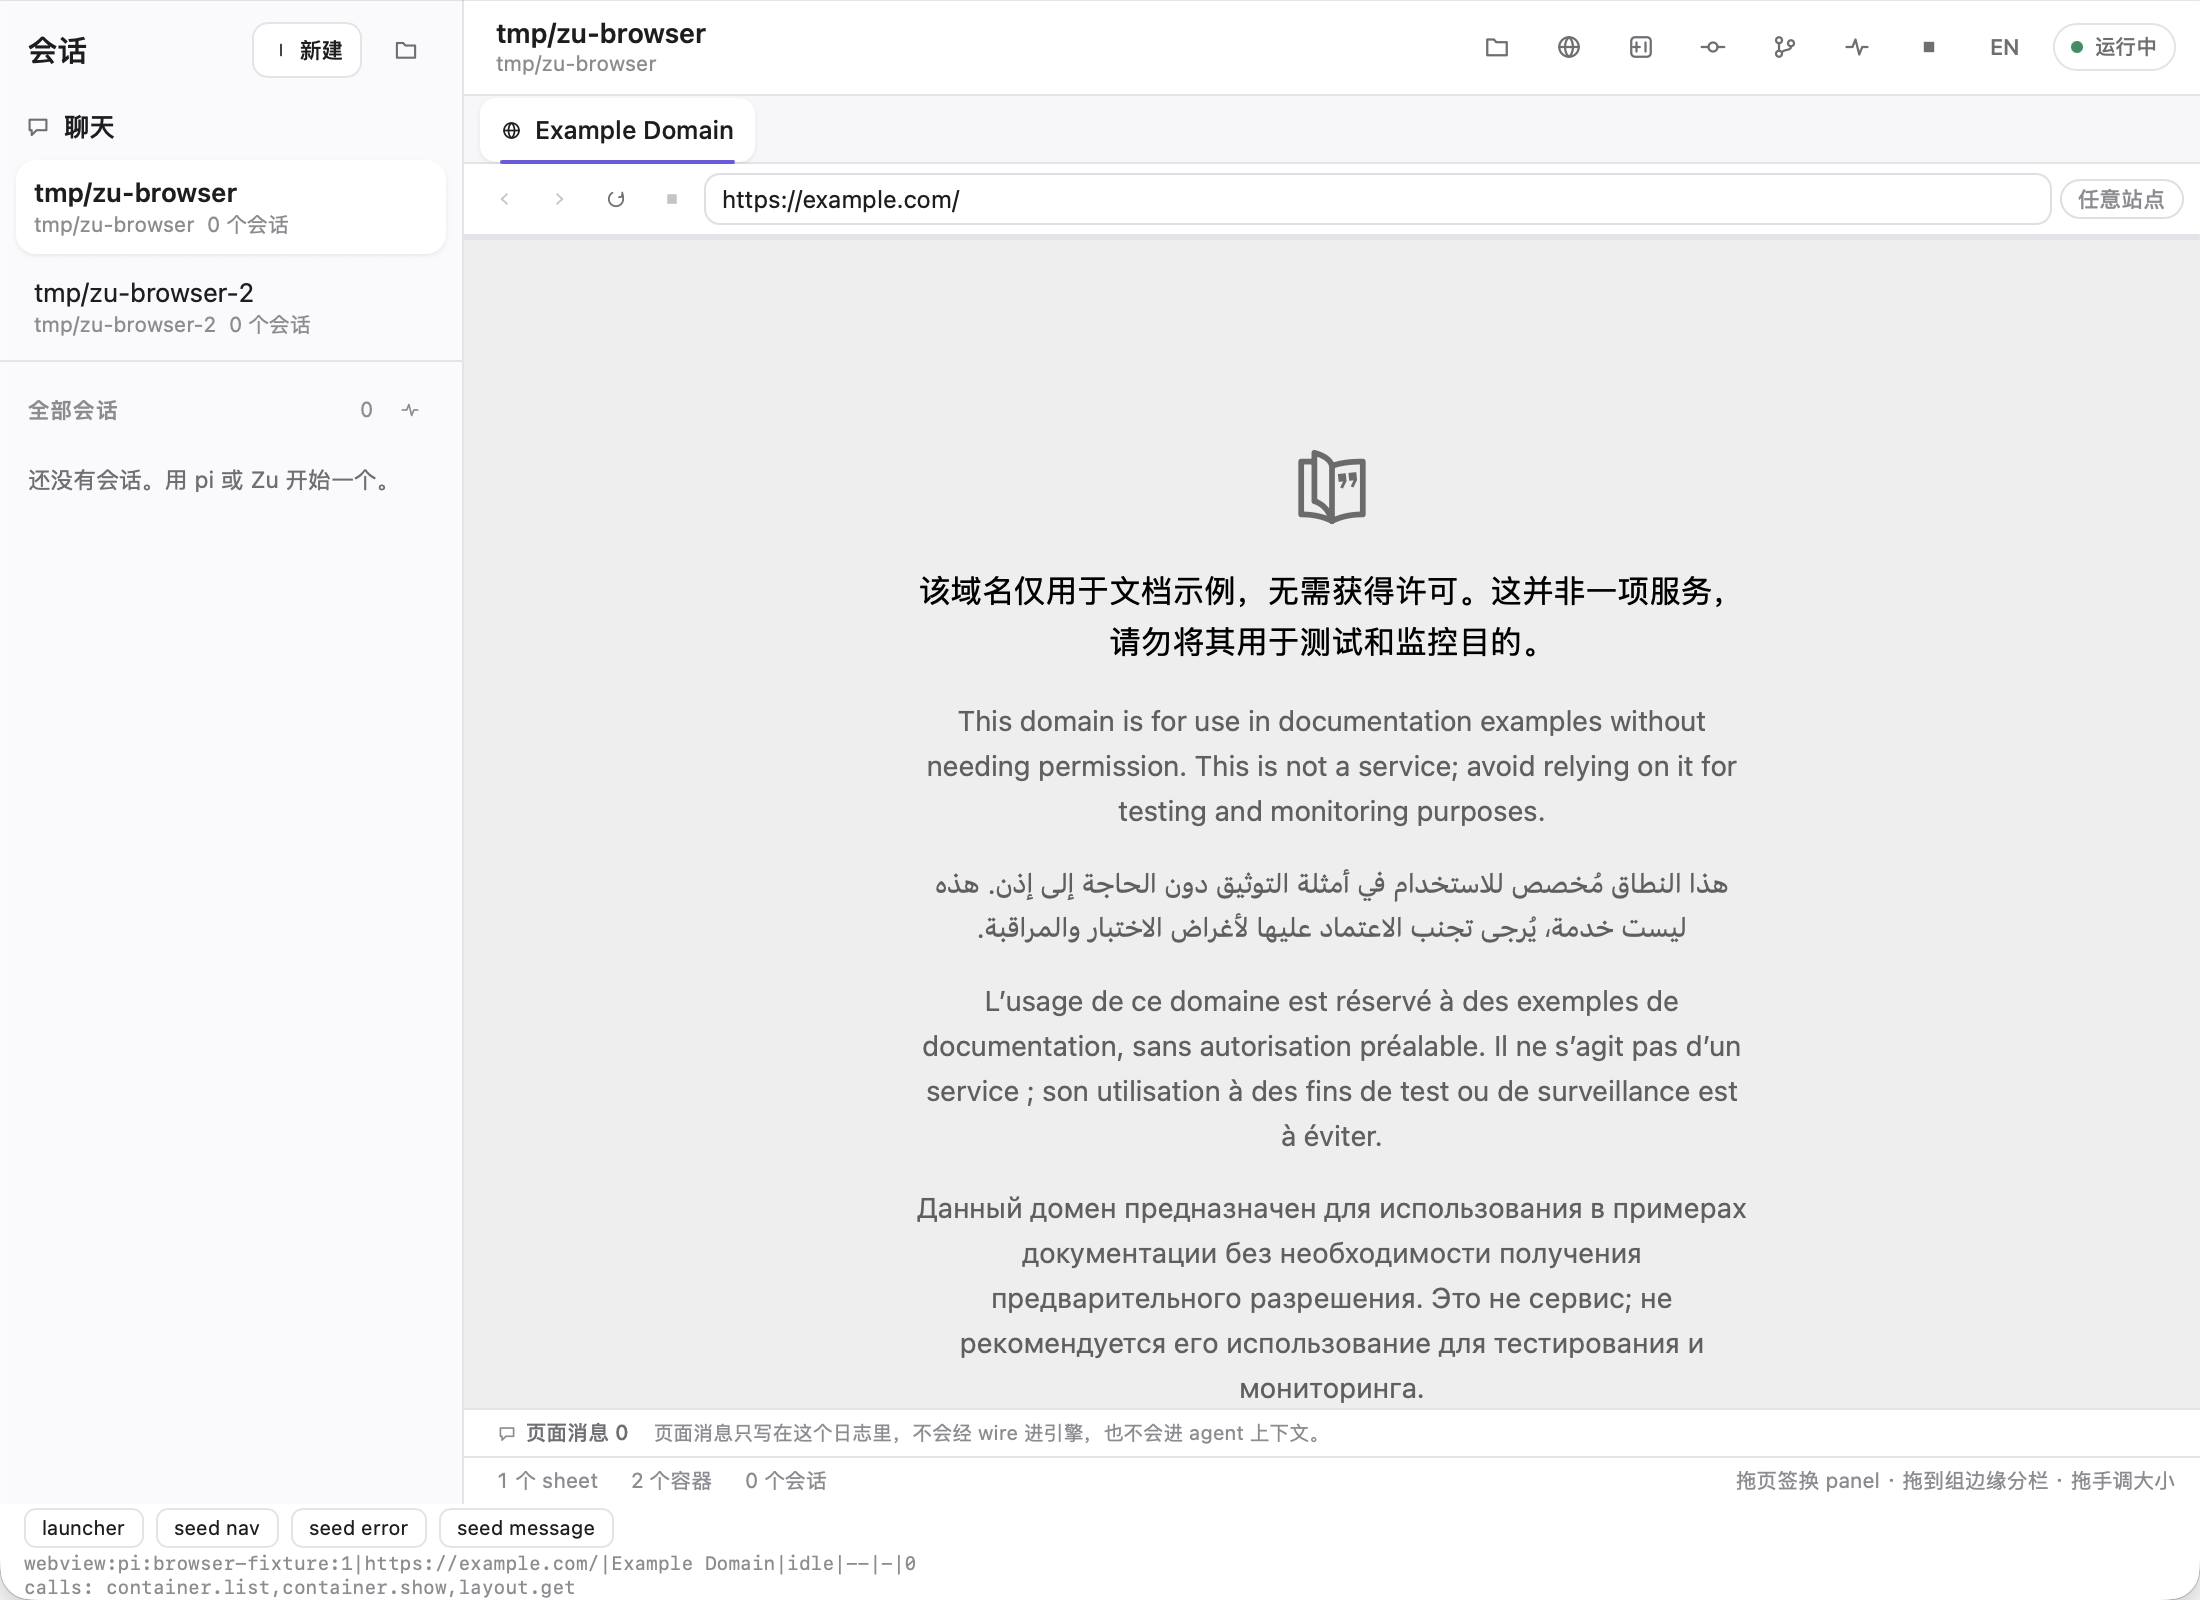 会话
新建
聊天
tmp/zu-browser
tmp/zu-browser 0 个会话
tmp/zu-browser-2
tmp/zu-browser-2 0 个会话
全部会话 0
还没有会话。用 pi 或 Zu 开始一个。
tmp/zu-browser
tmp/zu-browser
EN
运行中
Example Domain
https://example.com/
任意站点
该域名仅用于文档示例，无需获得许可。这并非一项服务，
请勿将其用于测试和监控目的。
This domain is for use in documentation examples without
needing permission. This is not a service; avoid relying on it for
testing and monitoring purposes.
هذا النطاق مُخصص للاستخدام في أمثلة التوثيق دون الحاجة إلى إذن. هذه
ليست خدمة، يُرجى تجنب الاعتماد عليها لأغراض الاختبار والمراقبة.
L’usage de ce domaine est réservé à des exemples de
documentation, sans autorisation préalable. Il ne s’agit pas d’un
service ; son utilisation à des fins de test ou de surveillance est
à éviter.
Данный домен предназначен для использования в примерах
документации без необходимости получения
предварительного разрешения. Это не сервис; не
рекомендуется его использование для тестирования и
мониторинга.
页面消息 0 页面消息只写在这个日志里，不会经 wire 进引擎，也不会进 agent 上下文。
1 个 sheet 2 个容器 0 个会话 拖页签换 panel · 拖到组边缘分栏 · 拖手调大小
launcher seed nav seed error seed message
webview:pi:browser-fixture:1|https://example.com/|Example Domain|idle|--|-|0
calls: container.list,container.show,layout.get